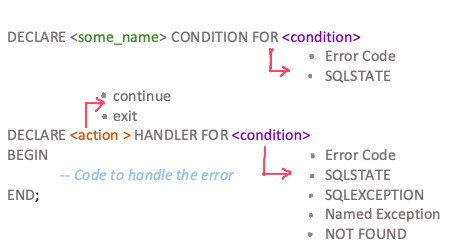 DECLARE <some_name> CONDITION FOR <condition>
• Error Code
• SQLSTATE
• continue
• exit
DECLARE <action > HANDLER FOR <condition>
BEGIN
-- Code to handle the error
END;
• Error Code
• SQLSTATE
• SQLEXCEPTION
• Named Exception
• NOT FOUND